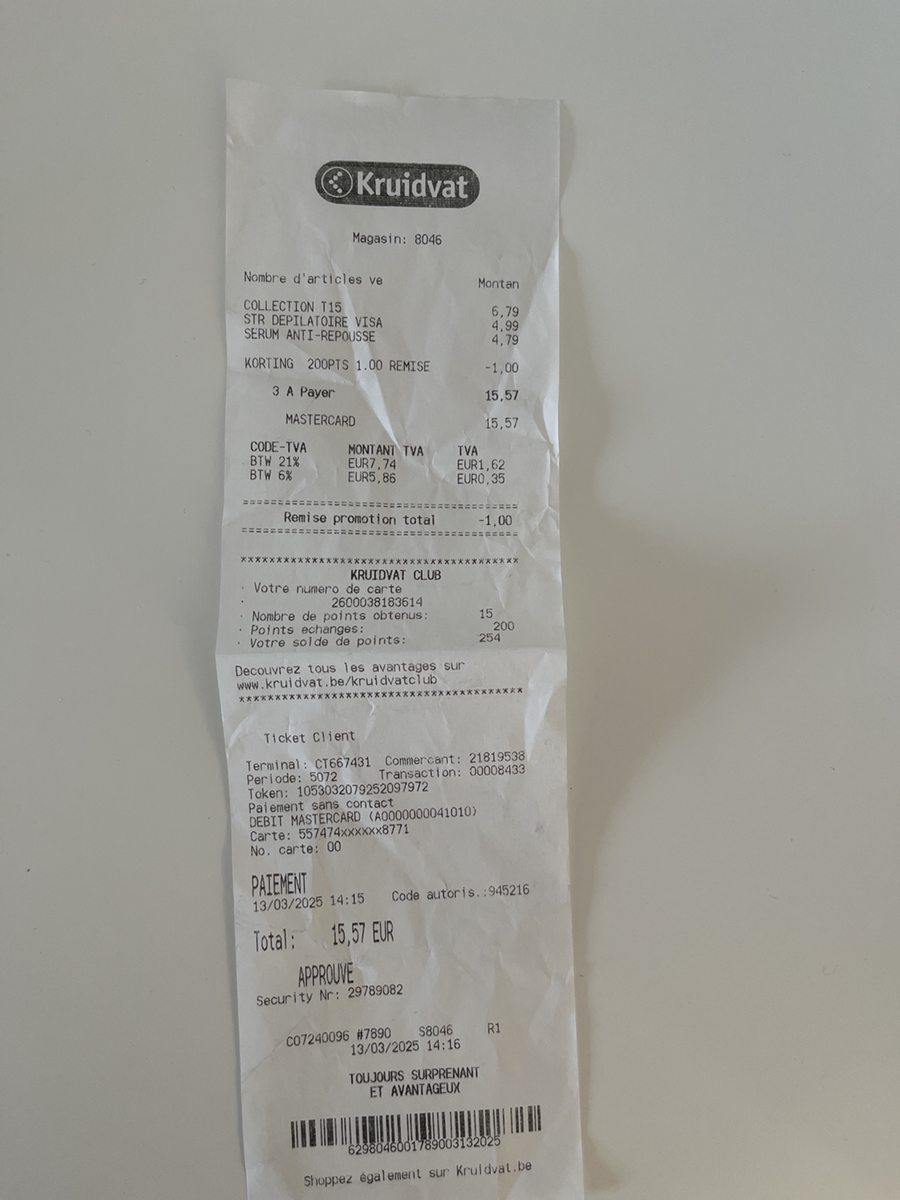 Kruidvat
Magasin: 8046
Nombre d'articles ve Montan
COLLECTION T15 6,79
STR DEPILATOIRE VISA 4,99
SERUM ANTI-REPOUSSE 4,79
KORTING 200PTS 1.00 REMISE -1,00
3 A Payer 15,57
MASTERCARD 15,57
CODE-TVA MONTANT TVA TVA
BTW 21% EUR7,74 EUR1,62
BTW 6% EUR5,86 EUR0,35
=======================================
Remise promotion total -1,00
=======================================
***************************************
KRUIDVAT CLUB
· Votre numero de carte
· 2600038183614
· Nombre de points obtenus: 15
· Points echanges: 200
· Votre solde de points: 254
Decouvrez tous les avantages sur
www.kruidvat.be/kruidvatclub
***************************************
Ticket Client
Terminal: CT667431 Commercant: 21819538
Periode: 5072 Transaction: 00008433
Token: 1053032079252097972
Paiement sans contact
DEBIT MASTERCARD (A0000000041010)
Carte: 557474xxxxxx8771
No. carte: 00
PAIEMENT
13/03/2025 14:15 Code autoris.:945216
Total: 15,57 EUR
APPROUVE
Security Nr: 29789082
C07240096 #7890 S8046 R1
13/03/2025 14:16
TOUJOURS SURPRENANT
ET AVANTAGEUX
6298046001789003132025
Shoppez également sur Kruidvat.be